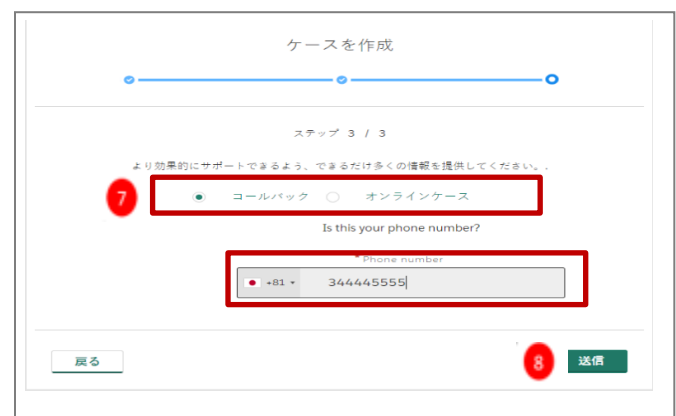 ケースを作成
ステップ 3 / 3
より効果的にサポートできるよう、できるだけ多くの情報を提供してください。.
7
コールバック オンラインケース
Is this your phone number?
* Phone number
+81 344445555
戻る
8 送信